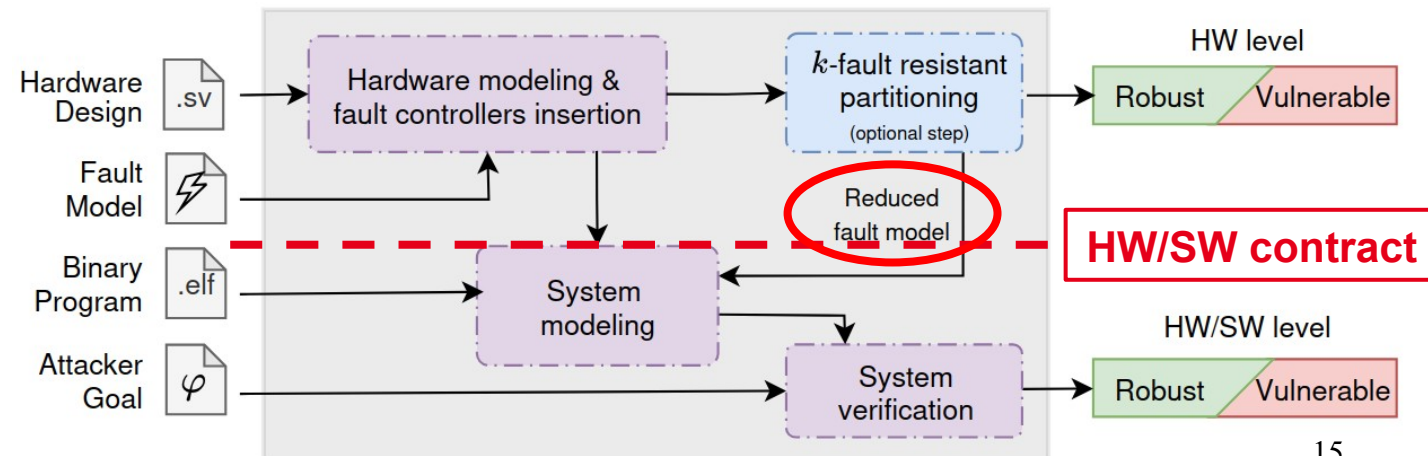 Hardware
Design
.sv
Hardware modeling &
fault controllers insertion
k-fault resistant
partitioning
(optional step)
HW level
Robust
Vulnerable
Fault
Model
Reduced
fault model
HW/SW contract
Binary
Program
.elf
System
modeling
Attacker
Goal
φ
System
verification
HW/SW level
Robust
Vulnerable
15